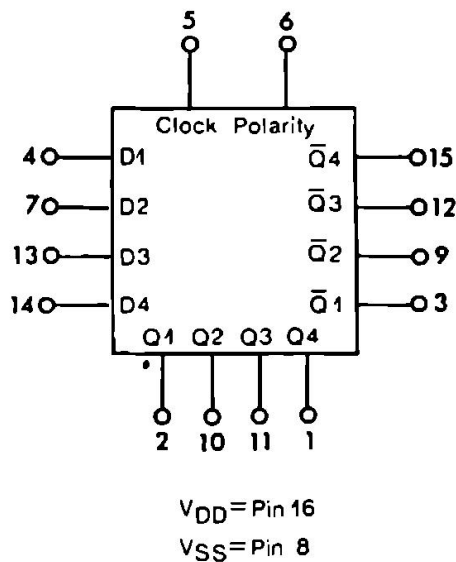 5 6
Clock Polarity
4 D1 Q̅4 15
7 D2 Q̅3 12
13 D3 Q̅2 9
14 D4 Q̅1 3
Q1 Q2 Q3 Q4
2 10 11 1
VDD = Pin 16
VSS = Pin 8